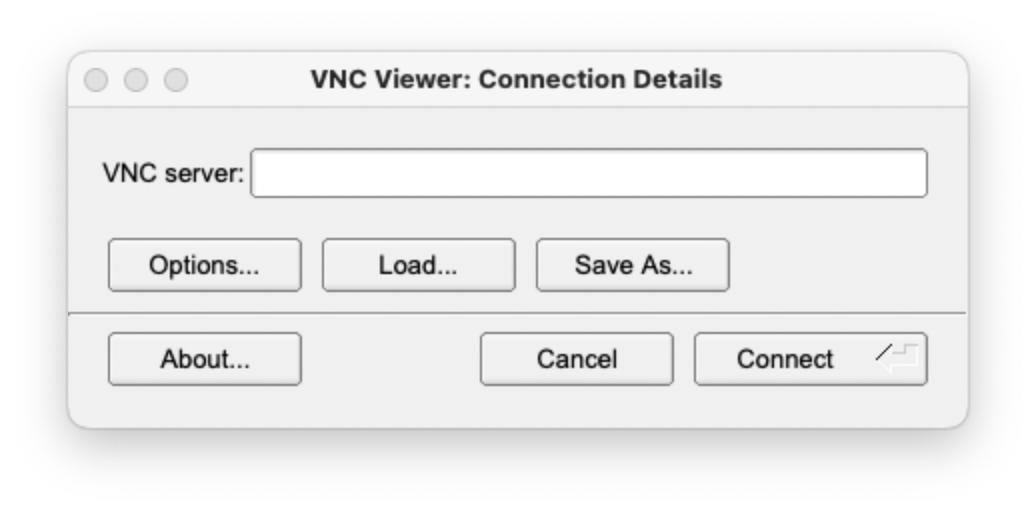 VNC Viewer: Connection Details
VNC server:
Options... Load... Save As...
About... Cancel Connect